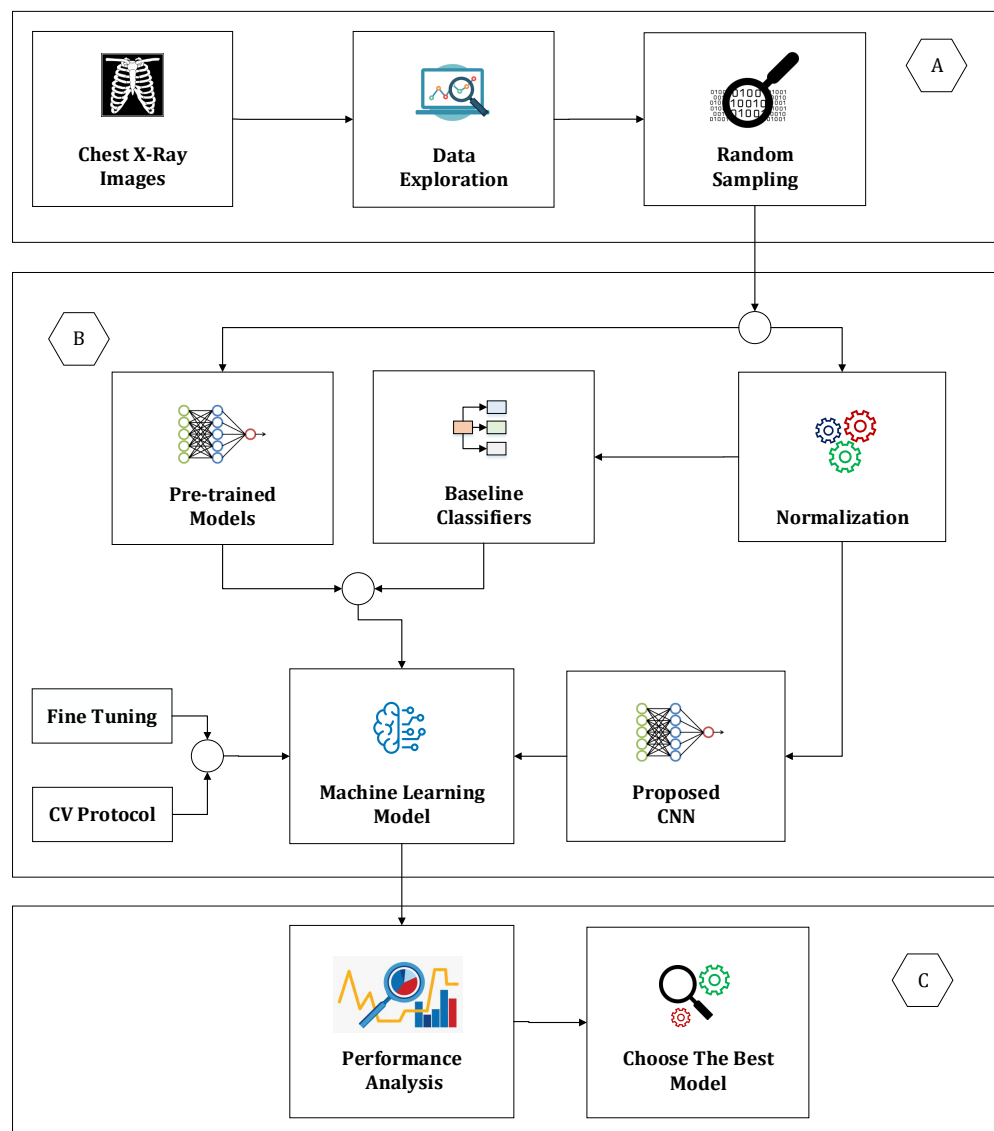 A
Chest X-Ray
Images
Data
Exploration
Random
Sampling
B
Pre-trained
Models
Baseline
Classifiers
Normalization
Fine Tuning
CV Protocol
Machine Learning
Model
Proposed
CNN
C
Performance
Analysis
Choose The Best
Model